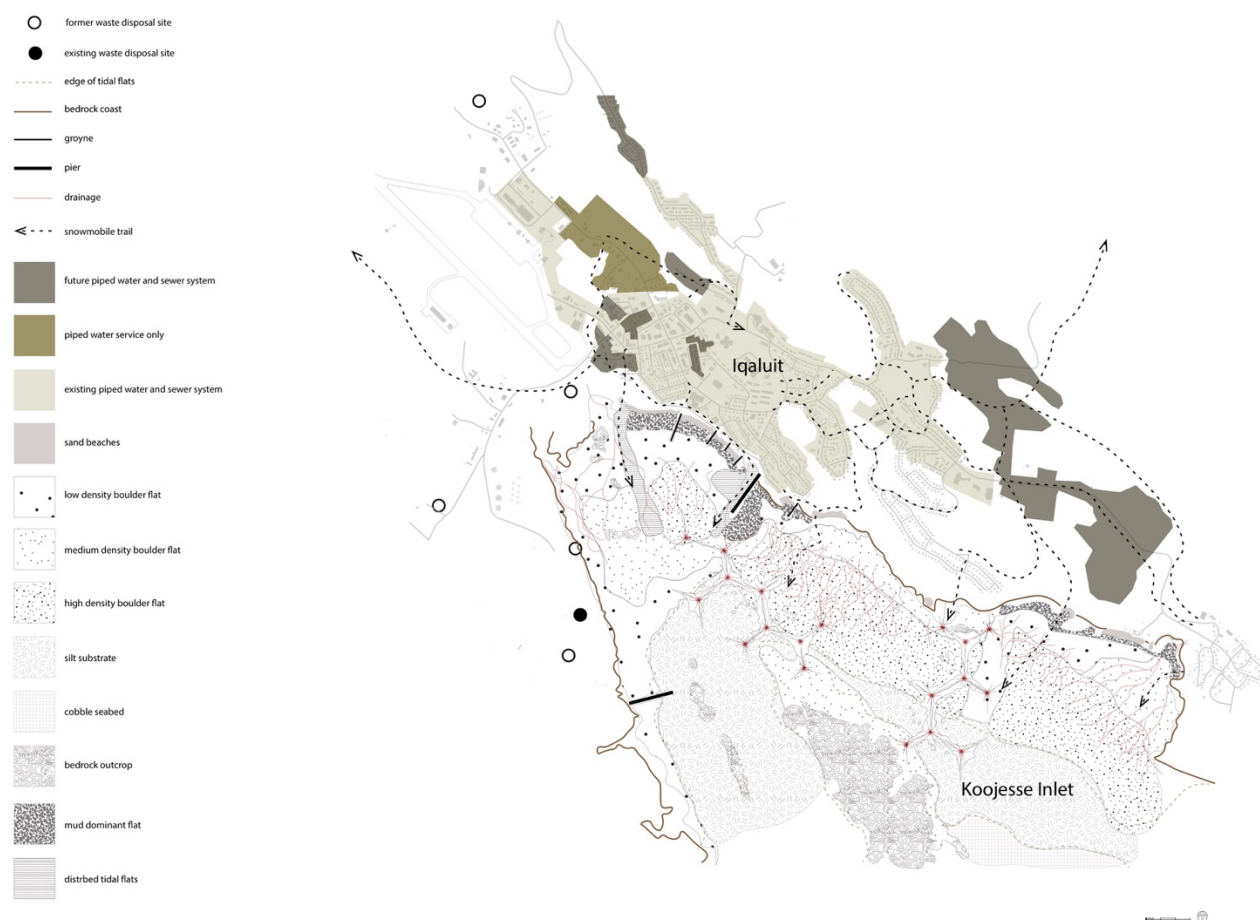 former waste disposal site
existing waste disposal site
edge of tidal flats
bedrock coast
groyne
pier
drainage
snowmobile trail
future piped water and sewer system
piped water service only
existing piped water and sewer system
sand beaches
low density boulder flat
medium density boulder flat
high density boulder flat
silt substrate
cobble seabed
bedrock outcrop
mud dominant flat
distrbed tidal flats
Iqaluit
Koojesse Inlet